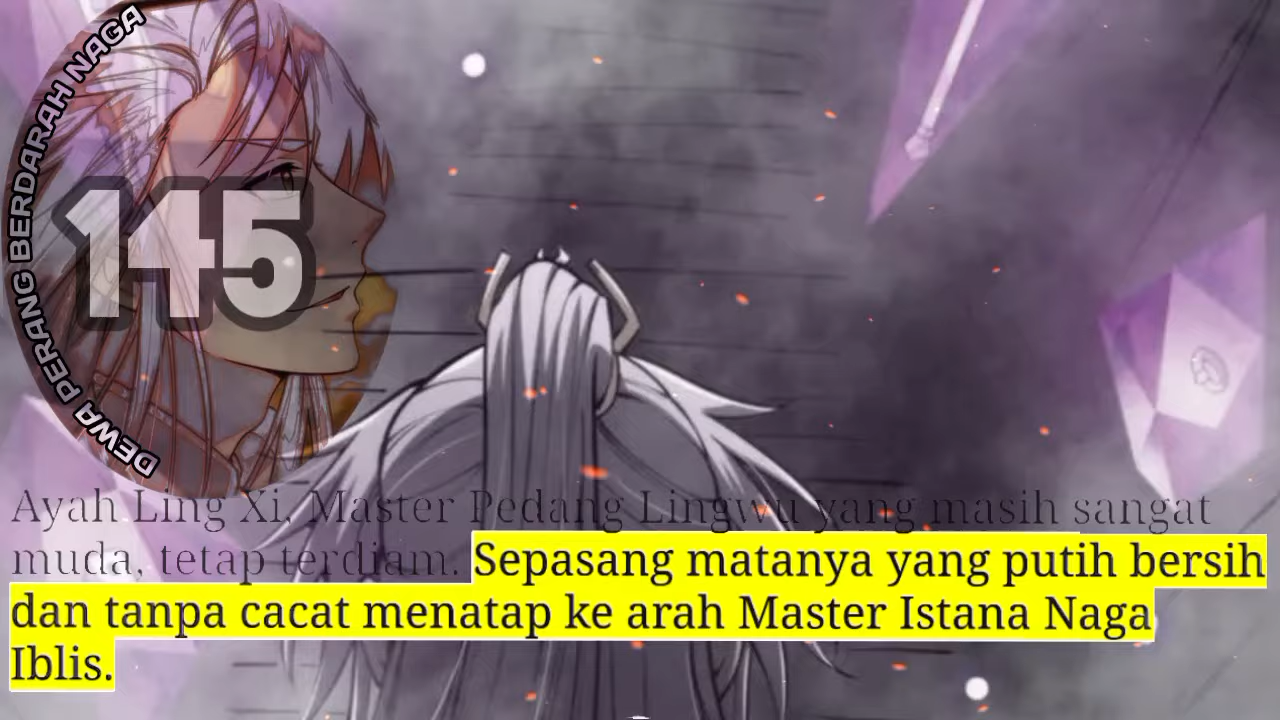 DEWA PERANG BERDARAH NAGA
145
Ayah Ling Xi, Master Pedang Lingwu yang masih sangat
muda, tetap terdiam. Sepasang matanya yang putih bersih
dan tanpa cacat menatap ke arah Master Istana Naga
Iblis.